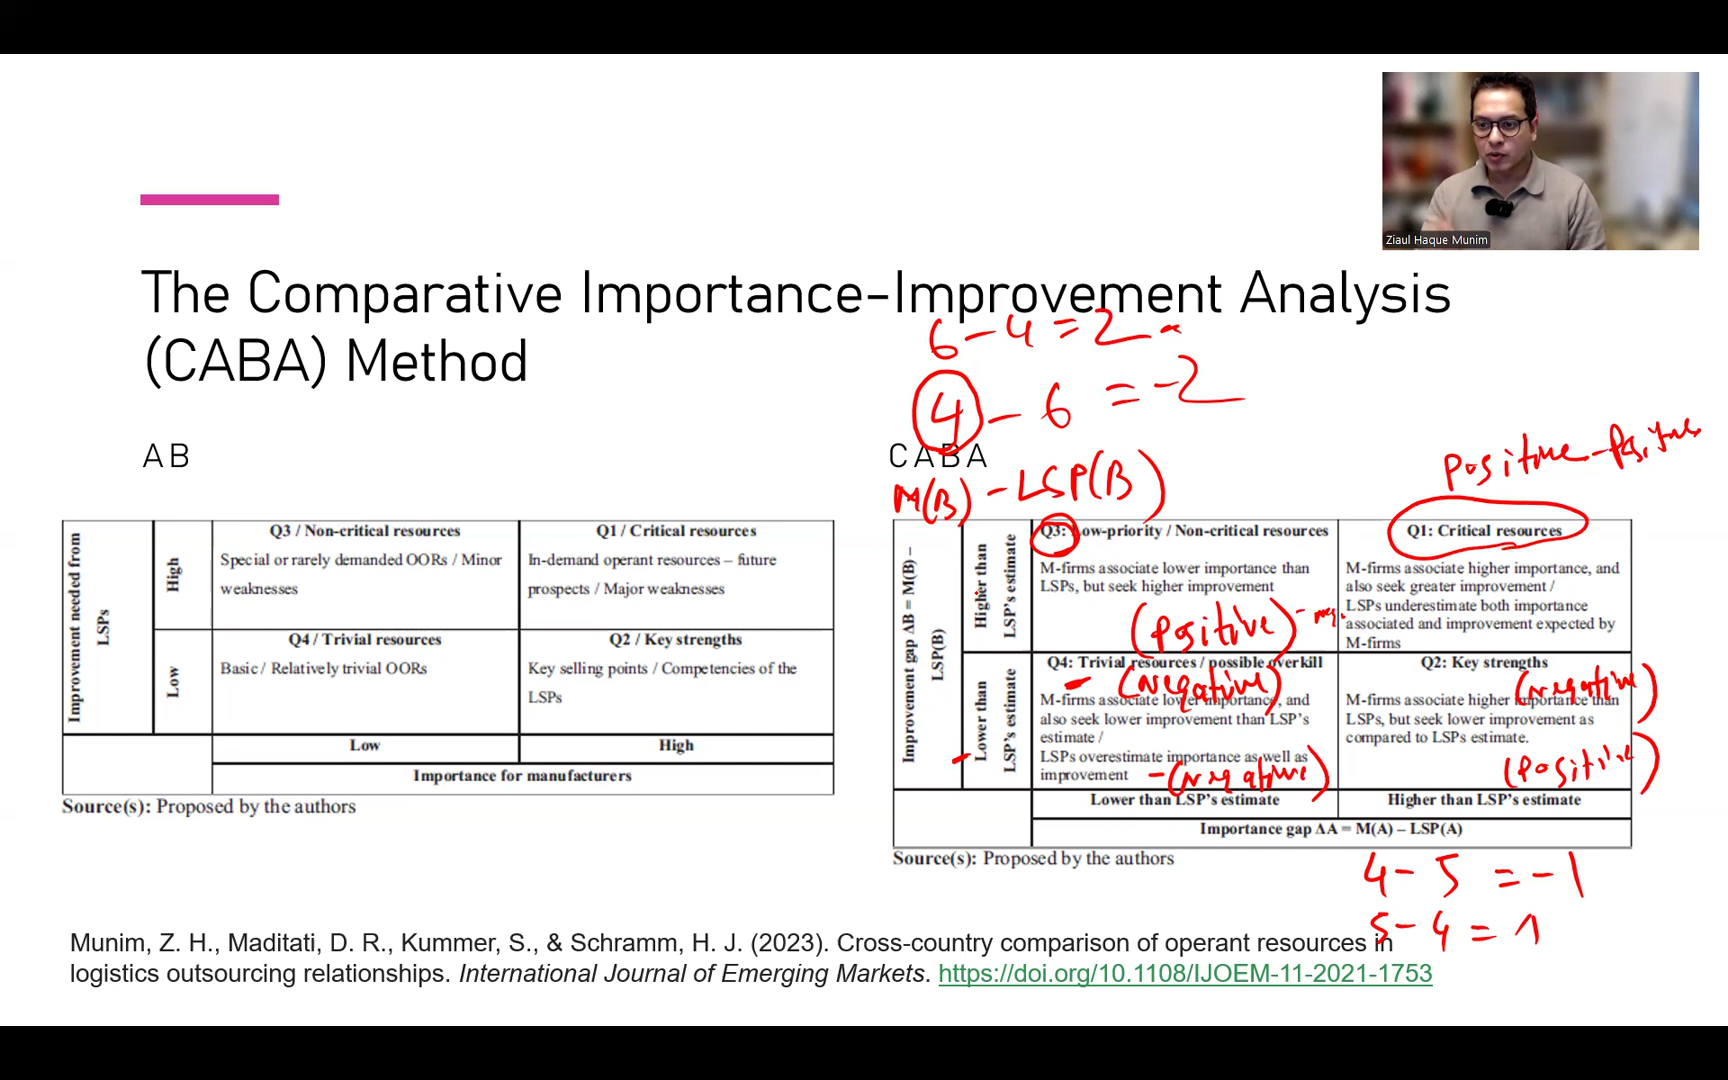 Ziaul Haque Munim
The Comparative Importance-Improvement Analysis
(CABA) Method
6 - 4 = 2
4 - 6 = -2
AB
CABA
M(B) - LSP(B)
Positive - Positive
Improvement needed from
LSPs
High
Low
Q3 / Non-critical resources
Special or rarely demanded OORs / Minor
weaknesses
Q1 / Critical resources
In-demand operant resources – future
prospects / Major weaknesses
Q4 / Trivial resources
Basic / Relatively trivial OORs
Q2 / Key strengths
Key selling points / Competencies of the
LSPs
Low
High
Importance for manufacturers
Source(s): Proposed by the authors
Improvement gap ΔB = M(B) –
LSP(B)
Higher than
LSP's estimate
Lower than
LSP's estimate
Q3: Low-priority / Non-critical resources
M-firms associate lower importance than
LSPs, but seek higher improvement
(Positive) - neg.
Q1: Critical resources
M-firms associate higher importance, and
also seek greater improvement /
LSPs underestimate both importance
associated and improvement expected by
M-firms
Q4: Trivial resources / possible overkill
- (negative)
M-firms associate lower importance, and
also seek lower improvement than LSP's
estimate /
LSPs overestimate importance as well as
improvement
- (negative)
Q2: Key strengths
(negative)
M-firms associate higher importance than
LSPs, but seek lower improvement as
compared to LSPs estimate.
(Positive)
Lower than LSP's estimate
Higher than LSP's estimate
Importance gap ΔA = M(A) – LSP(A)
Source(s): Proposed by the authors
4 - 5 = -1
5 - 4 = 1
Munim, Z. H., Maditati, D. R., Kummer, S., & Schramm, H. J. (2023). Cross-country comparison of operant resources in
logistics outsourcing relationships. International Journal of Emerging Markets. https://doi.org/10.1108/IJOEM-11-2021-1753